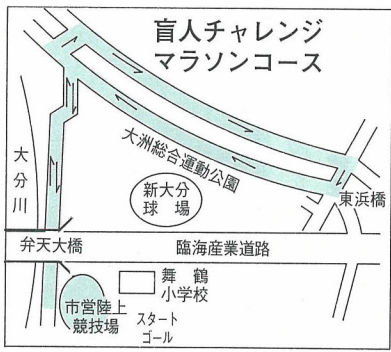 盲人チャレンジ
マラソンコース
大洲総合運動公園
大分川
新大分
球場
東浜橋
弁天大橋
臨海産業道路
舞鶴
小学校
市営陸上
競技場
スタート
ゴール